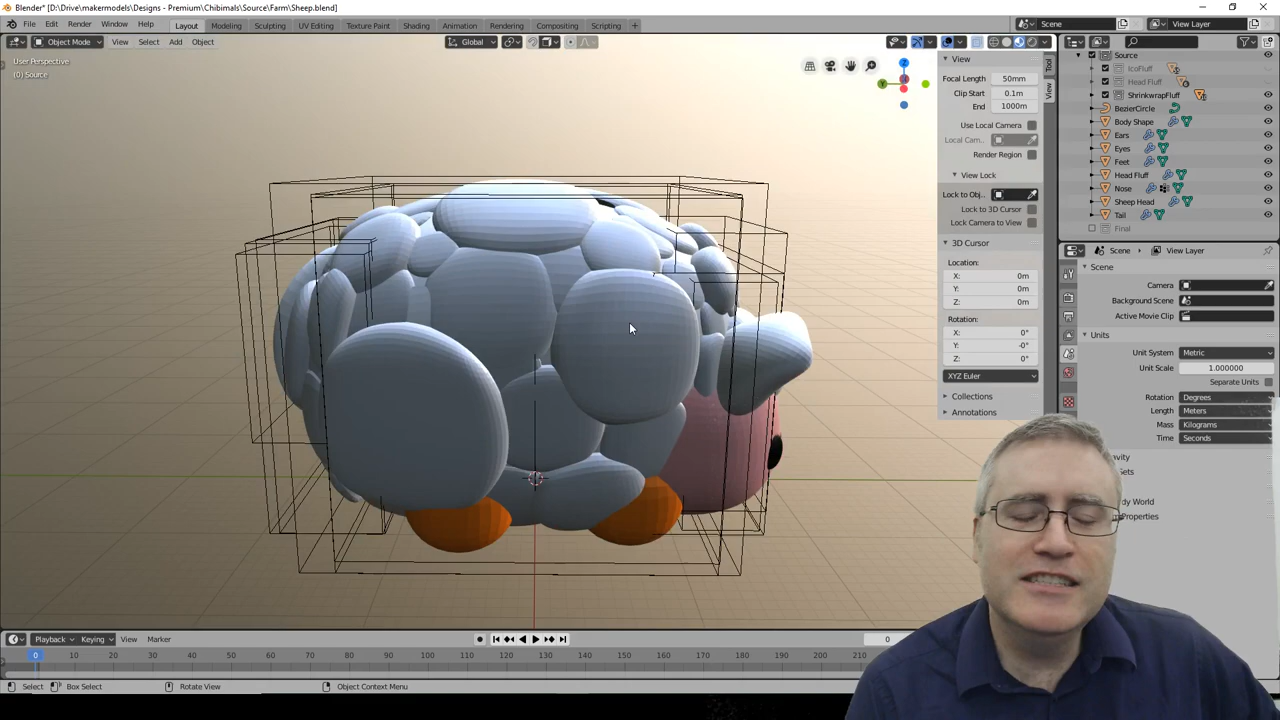 Blender* [D:\Drive\makermodels\Designs - Premium\Chibimals\Source\Farm\Sheep.blend]
File Edit Render Window Help Layout Modeling Sculpting UV Editing Texture Paint Shading Animation Rendering Compositing Scripting + Scene View Layer
Object Mode View Select Add Object Global
User Perspective
(0) Source
Z
Y
View
Focal Length 50mm
Clip Start 0.1m
End 1000m
Use Local Camera
Local Cam..
Render Region
View Lock
Lock to Obj..
Lock to 3D Cursor
Lock Camera to View
3D Cursor
Location:
X: 0m
Y: 0m
Z: 0m
Rotation:
X: 0°
Y: -0°
Z: 0°
XYZ Euler
Collections
Annotations
Tool
View
Source
IcoFluff
Head Fluff
ShrinkwrapFluff
BezierCircle
Body Shape
Ears
Eyes
Feet
Head Fluff
Nose
Sheep Head
Tail
Final
Scene View Layer
Scene
Camera
Background Scene
Active Movie Clip
Units
Unit System Metric
Unit Scale 1.000000
Separate Units
Rotation Degrees
Length Meters
Mass Kilograms
Time Seconds
avity
ets
dy World
Properties
Playback Keying View Marker 0
0 10 20 30 40 50 60 70 80 90 100 110 120 130 140 150 160 170 180 190 200 210
Select Box Select Rotate View Object Context Menu